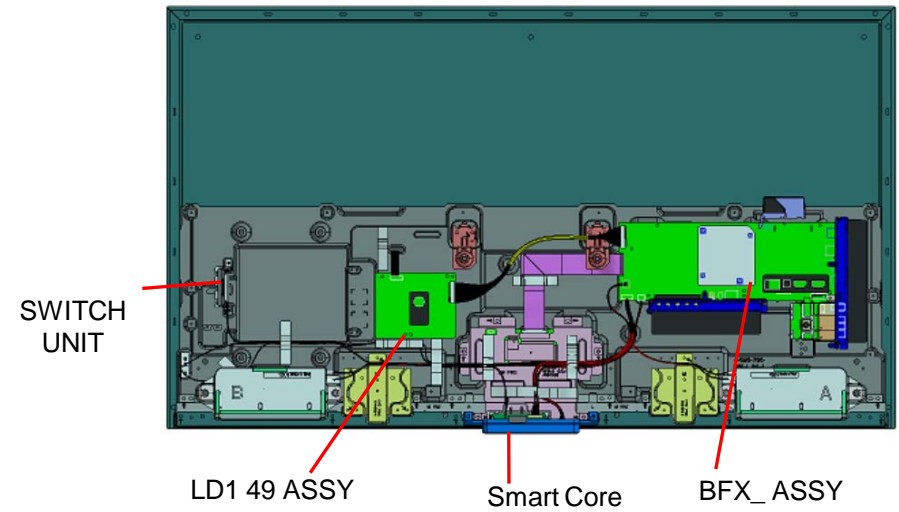 SWITCH
UNIT
B
A
LD1 49 ASSY
Smart Core
BFX_ ASSY